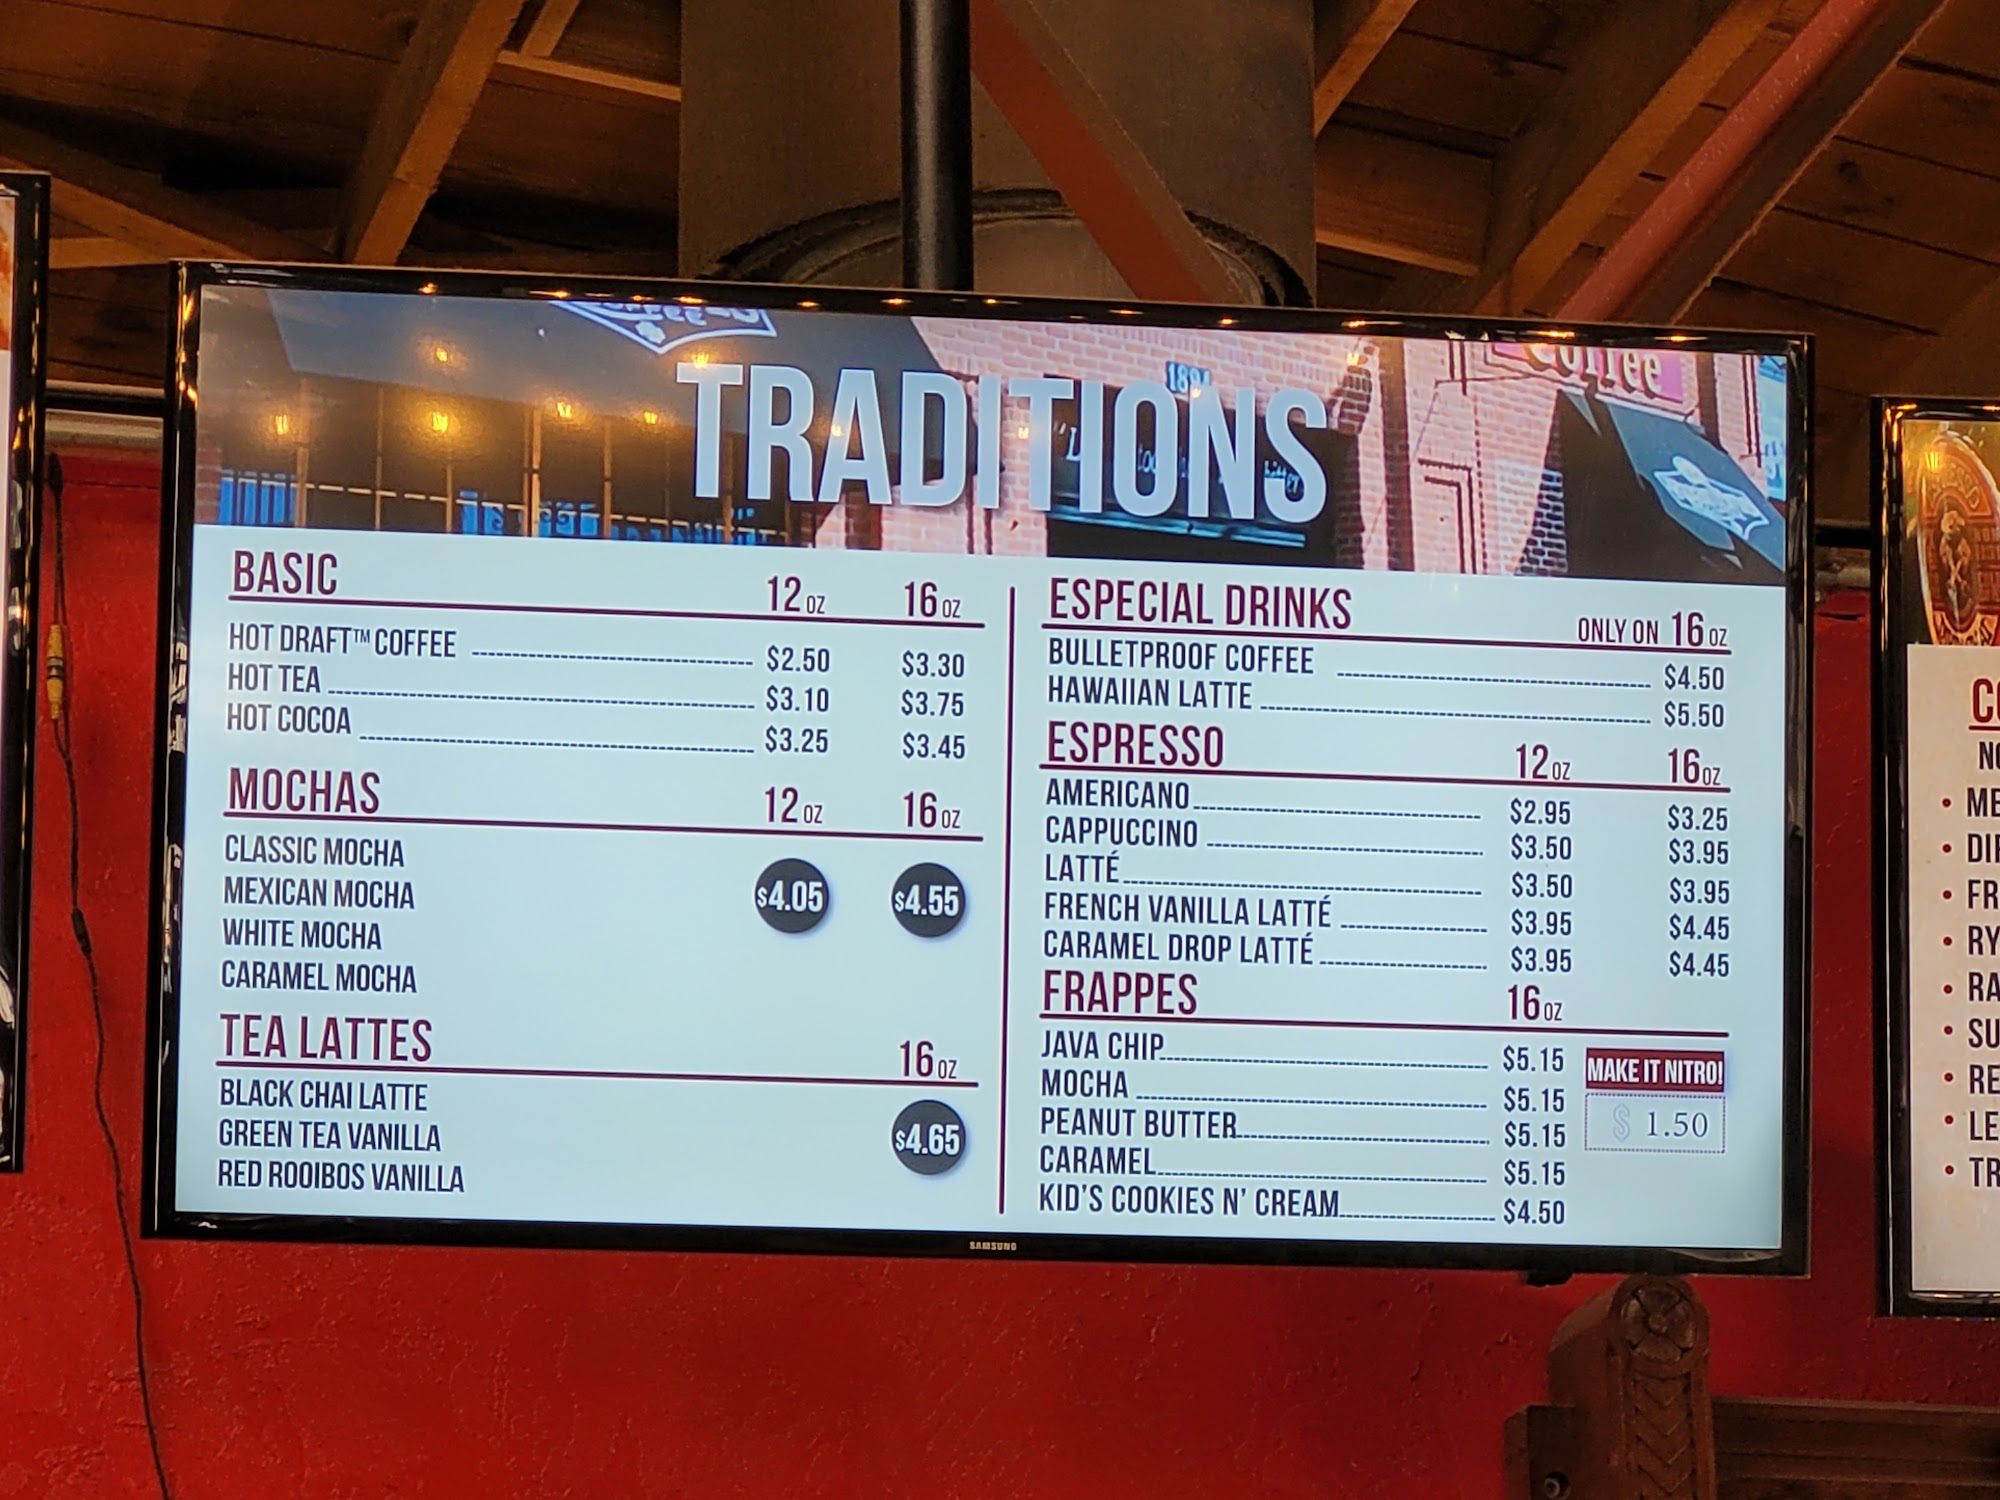 1894
Coffee
TRADITIONS
BASIC 12 OZ 16 OZ
HOT DRAFT™ COFFEE $2.50 $3.30
HOT TEA $3.10 $3.75
HOT COCOA $3.25 $3.45
MOCHAS 12 OZ 16 OZ
CLASSIC MOCHA
MEXICAN MOCHA $4.05 $4.55
WHITE MOCHA
CARAMEL MOCHA
TEA LATTES 16 OZ
BLACK CHAI LATTE
GREEN TEA VANILLA $4.65
RED ROOIBOS VANILLA
ESPECIAL DRINKS ONLY ON 16 OZ
BULLETPROOF COFFEE $4.50
HAWAIIAN LATTE $5.50
ESPRESSO 12 OZ 16 OZ
AMERICANO $2.95 $3.25
CAPPUCCINO $3.50 $3.95
LATTÉ $3.50 $3.95
FRENCH VANILLA LATTÉ $3.95 $4.45
CARAMEL DROP LATTÉ $3.95 $4.45
FRAPPES 16 OZ
JAVA CHIP $5.15
MOCHA $5.15
PEANUT BUTTER $5.15
CARAMEL $5.15
KID'S COOKIES N' CREAM $4.50
MAKE IT NITRO!
$ 1.50
SAMSUNG